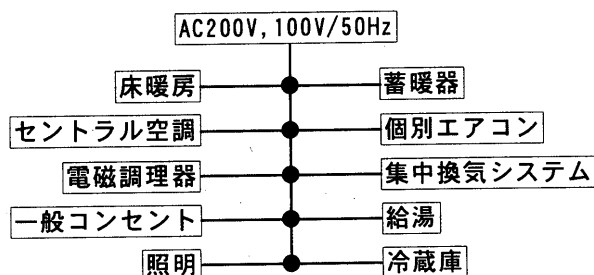 AC200V,100V/50Hz
床暖房
蓄暖器
セントラル空調
個別エアコン
電磁調理器
集中換気システム
一般コンセント
給湯
照明
冷蔵庫